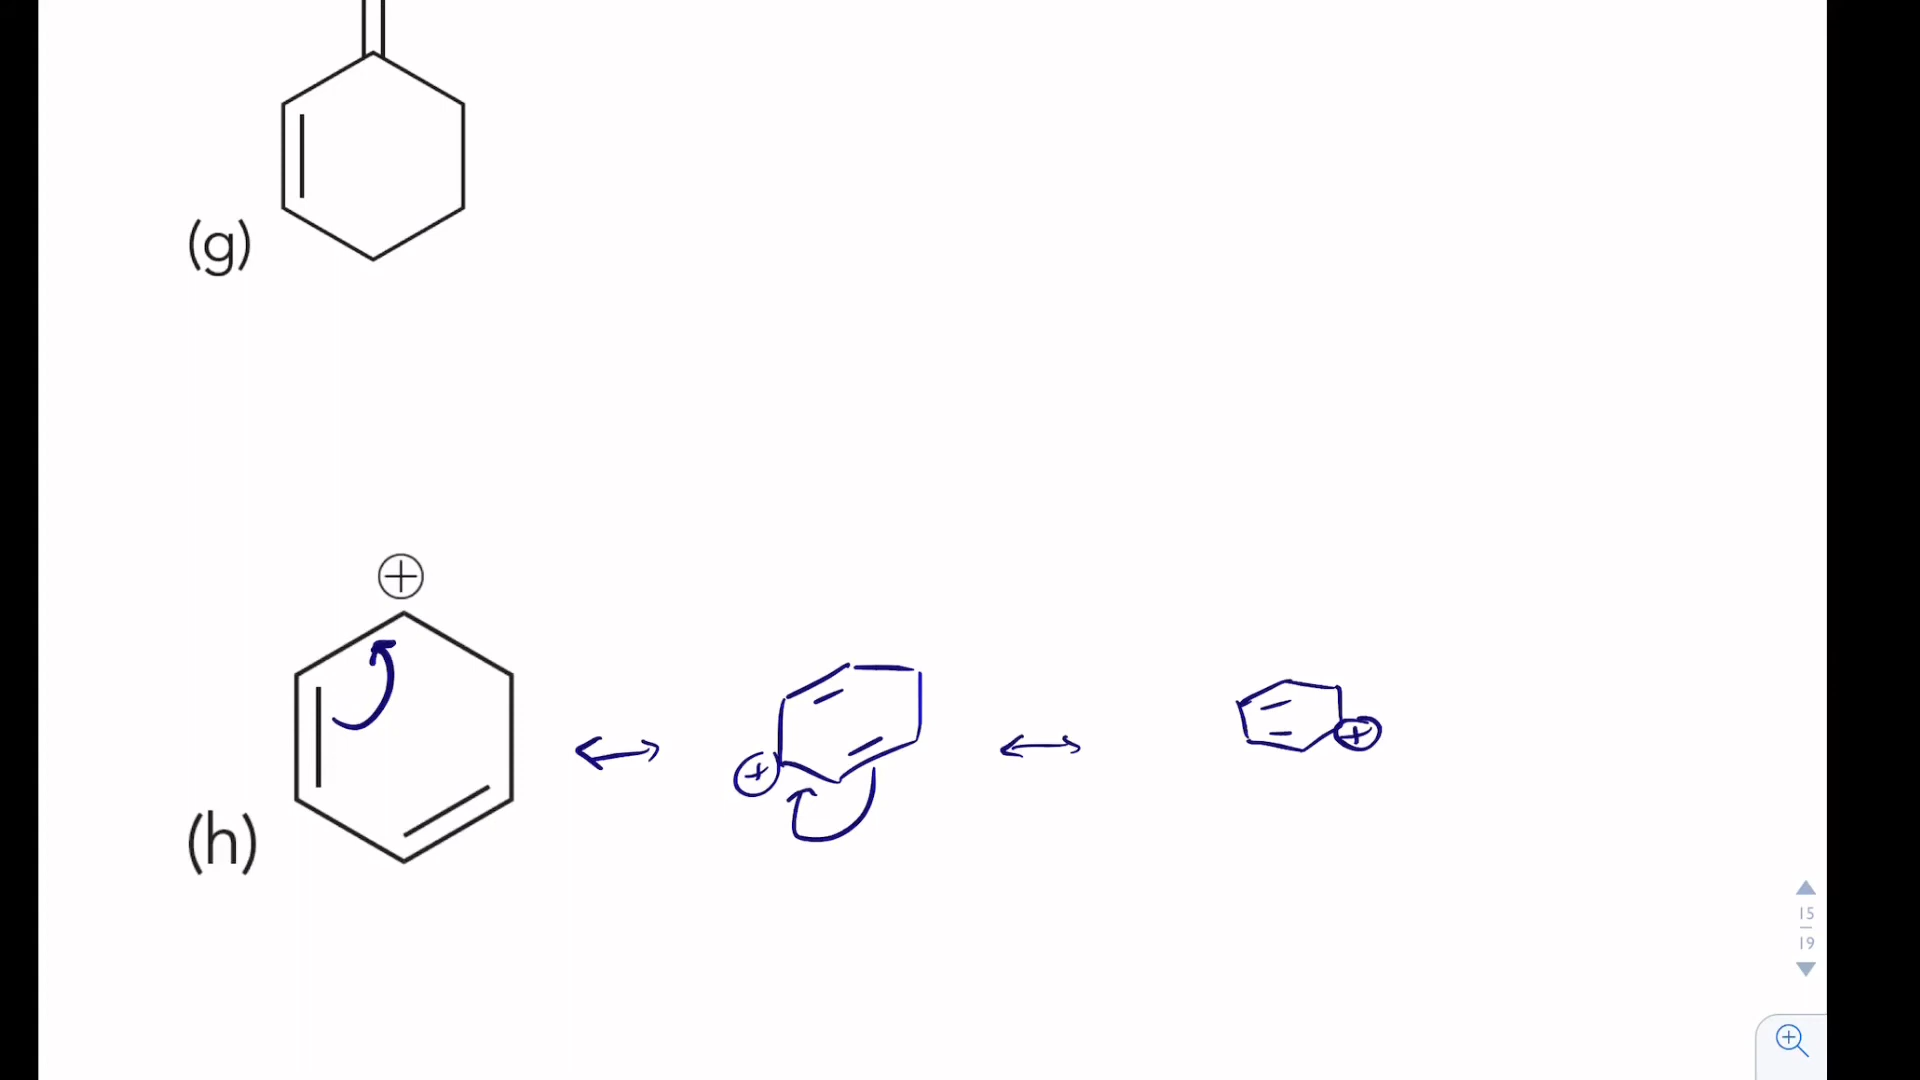 (g)
+
+
+
(h)
15
19